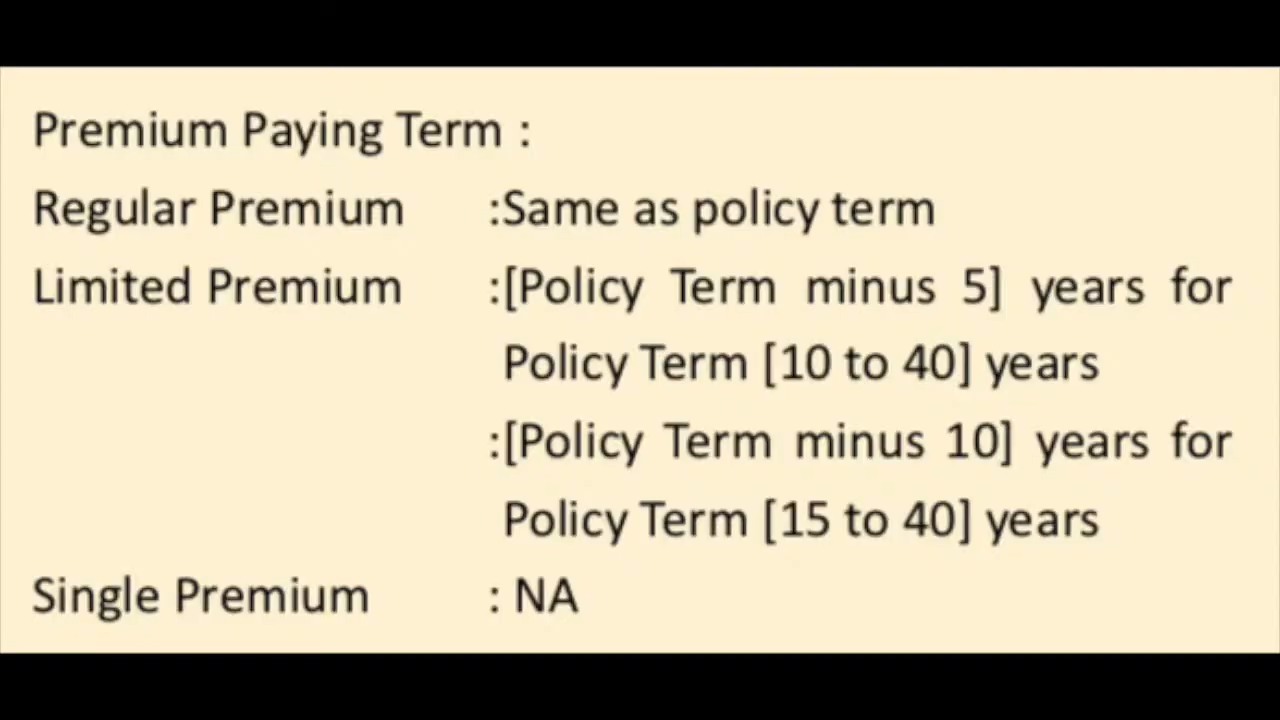 Premium Paying Term :
Regular Premium :Same as policy term
Limited Premium :[Policy Term minus 5] years for
Policy Term [10 to 40] years
:[Policy Term minus 10] years for
Policy Term [15 to 40] years
Single Premium : NA